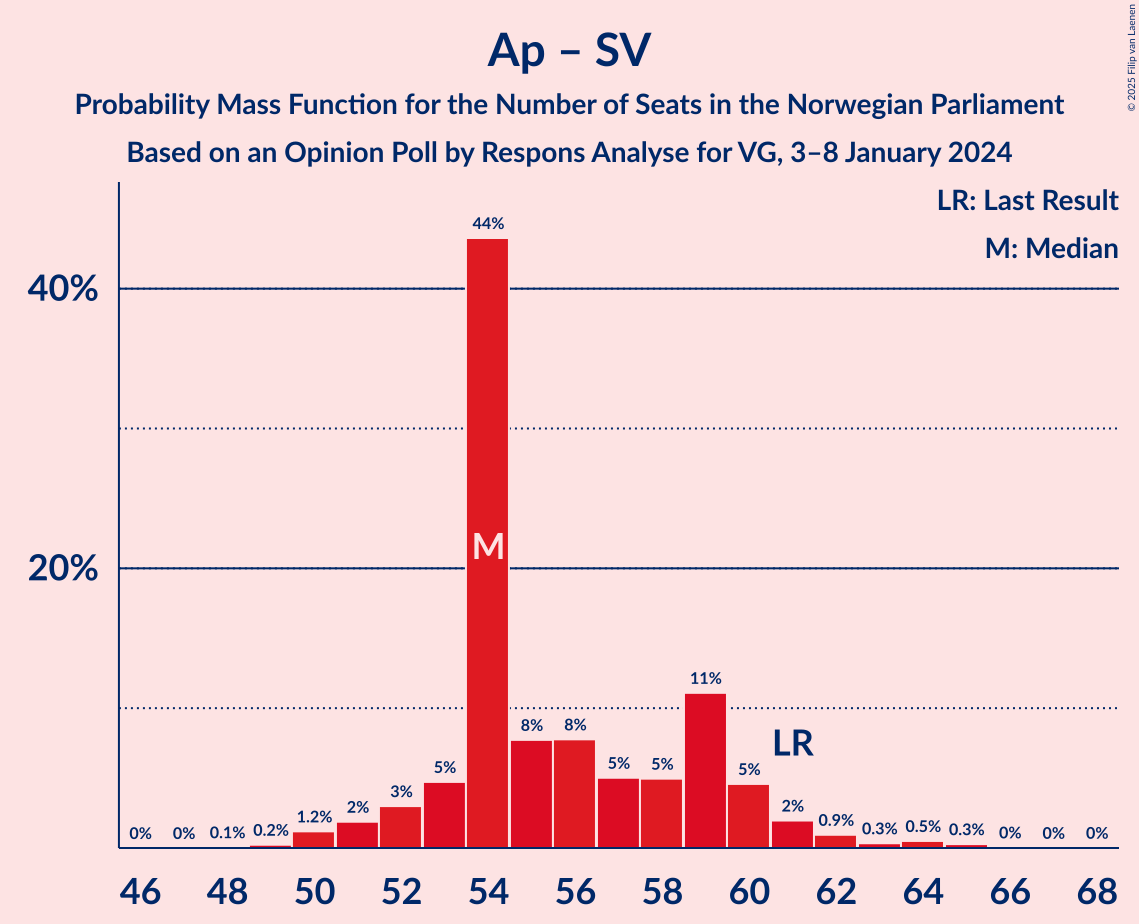 Ap – SV
Probability Mass Function for the Number of Seats in the Norwegian Parliament
Based on an Opinion Poll by Respons Analyse for VG, 3–8 January 2024
© 2025 Filip van Laenen
LR: Last Result
M: Median
44%
40%
M
20%
11%
LR
8% 8%
5% 5% 5% 5%
3%
2% 2%
1.2% 0.9%
0% 0% 0.1% 0.2% 0.3% 0.5% 0.3% 0% 0% 0%
46 48 50 52 54 56 58 60 62 64 66 68